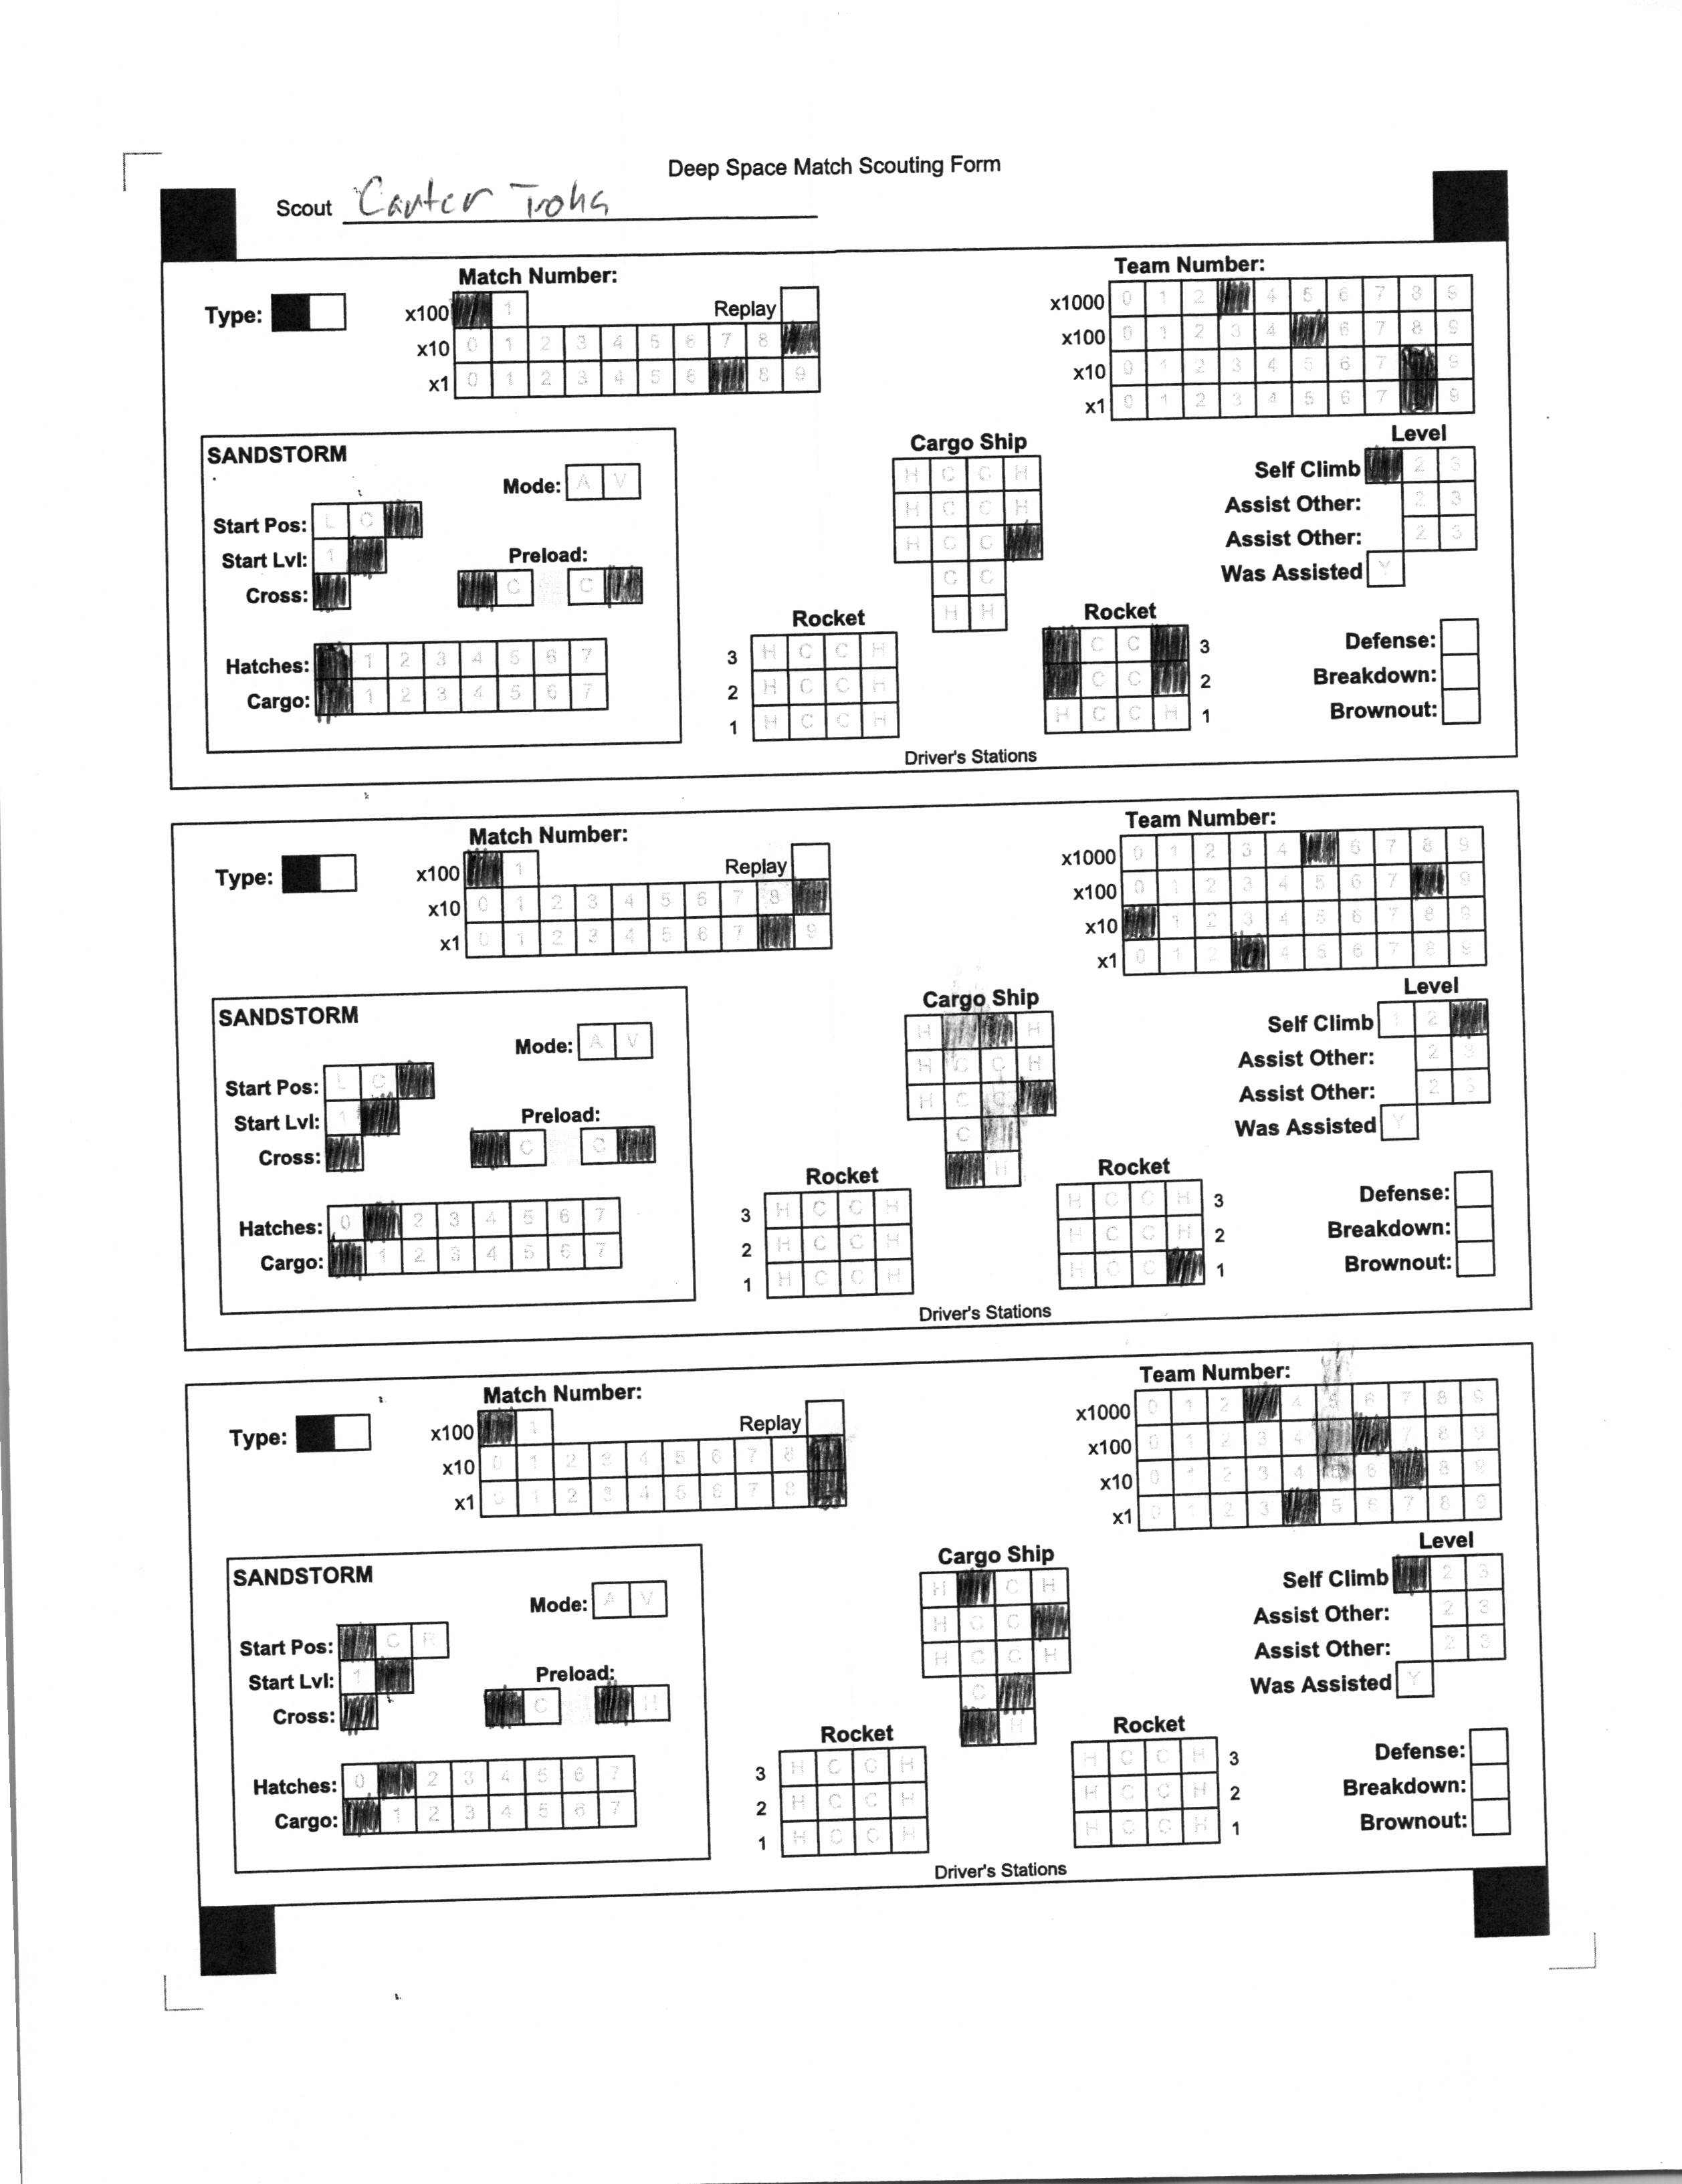 Deep Space Match Scouting Form
Scout Carter Troha
Match Number: Team Number:
Type: x100 1 Replay x1000 0 1 2 4 5 6 7 8 9
x10 0 1 2 3 4 5 6 7 8 x100 0 1 2 3 4 6 7 8 9
x1 0 1 2 3 4 5 6 8 9 x10 0 1 2 3 4 5 6 7 9
x1 0 1 2 3 4 5 6 7 9
SANDSTORM Cargo Ship Level
Mode: A V H C C H Self Climb 2 3
Start Pos: L C H C C H Assist Other: 2 3
Start Lvl: 1 Preload: H C C Assist Other: 2 3
Cross: C C C C Was Assisted Y
H H
Rocket Rocket
Hatches: 1 2 3 4 5 6 7 3 H C C H C C 3 Defense:
Cargo: 1 2 3 4 5 6 7 2 H C C H C C 2 Breakdown:
1 H C C H H C C H 1 Brownout:
Driver's Stations
Match Number: Team Number:
Type: x100 1 Replay x1000 0 1 2 3 4 6 7 8 9
x10 0 1 2 3 4 5 6 7 8 x100 0 1 2 3 4 5 6 7 9
x1 0 1 2 3 4 5 6 7 9 x10 1 2 3 4 5 6 7 8 9
x1 0 1 2 4 5 6 7 8 9
SANDSTORM Cargo Ship Level
Mode: A V H H Self Climb 1 2
Start Pos: L C H C C H Assist Other: 2 3
Start Lvl: 1 Preload: H C C Assist Other: 2 3
Cross: C C C Was Assisted Y
H
Rocket Rocket
Hatches: 0 2 3 4 5 6 7 3 H C C H H C C H 3 Defense:
Cargo: 1 2 3 4 5 6 7 2 H C C H H C C H 2 Breakdown:
1 H C C H H C C 1 Brownout:
Driver's Stations
Match Number: Team Number:
Type: x100 1 Replay x1000 0 1 2 4 5 6 7 8 9
x10 0 1 2 3 4 5 6 7 8 x100 0 1 2 3 4 7 8 9
x1 0 1 2 3 4 5 6 7 8 x10 0 1 2 3 4 6 8 9
x1 0 1 2 3 5 6 7 8 9
SANDSTORM Cargo Ship Level
Mode: A V H C H Self Climb 2 3
Start Pos: C R H C C Assist Other: 2 3
Start Lvl: 1 Preload: H C C H Assist Other: 2 3
Cross: C H C Was Assisted Y
H
Rocket Rocket
Hatches: 0 2 3 4 5 6 7 3 H C C H H C C H 3 Defense:
Cargo: 1 2 3 4 5 6 7 2 H C C H H C C H 2 Breakdown:
1 H C C H H C C H 1 Brownout:
Driver's Stations